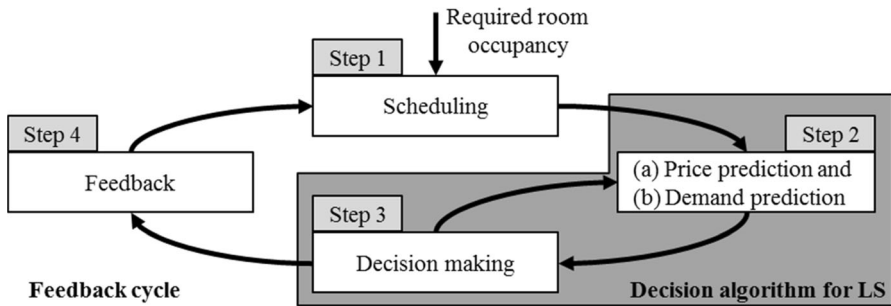 Required room
occupancy
Step 1
Scheduling
Step 4
Feedback
Step 2
(a) Price prediction and
(b) Demand prediction
Step 3
Decision making
Feedback cycle
Decision algorithm for LS